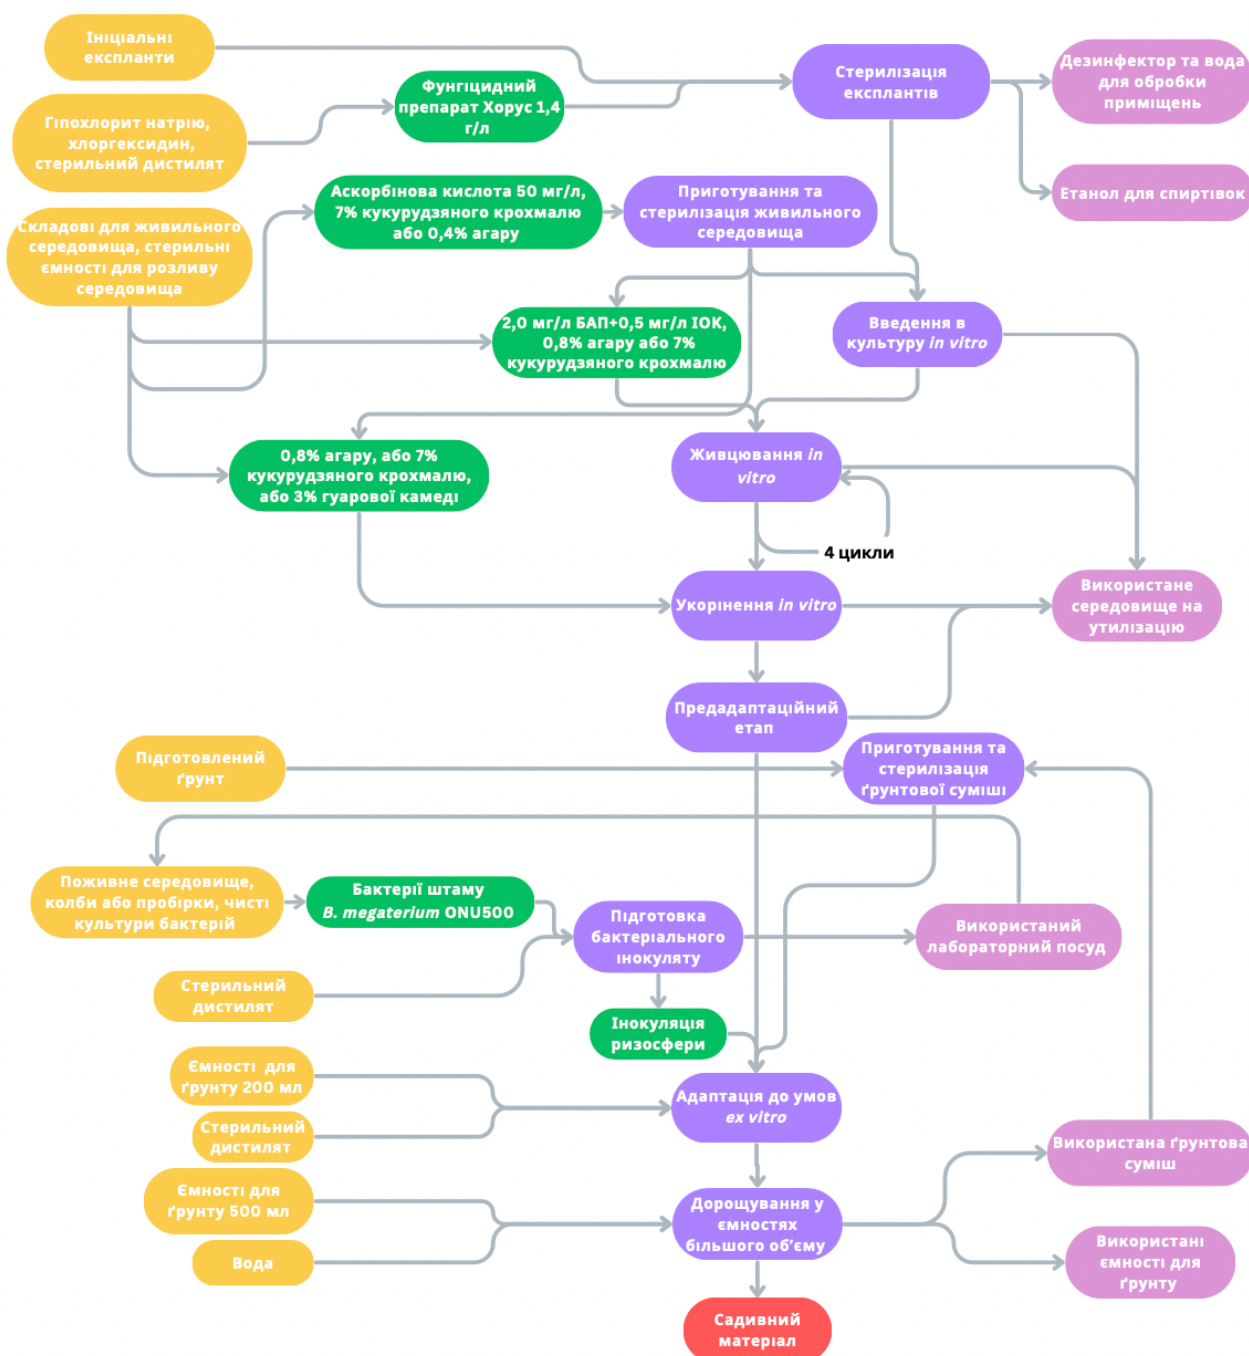 Ініціальні
експланти
Стерилізація
експлантів
Дезинфектор та вода
для обробки
приміщень
Фунгіцидний
препарат Хорус 1,4
г/л
Гіпохлорит натрію,
хлоргексидин,
стерильний дистилят
Етанол для спиртівок
Аскорбінова кислота 50 мг/л,
7% кукурудзяного крохмалю
або 0,4% агару
Приготування та
стерилізація живильного
середовища
Складові для живильного
середовища, стерильні
ємності для розливу
середовища
2,0 мг/л БАП+0,5 мг/л ІОК,
0,8% агару або 7%
кукурудзяного крохмалю
Введення в
культуру in vitro
0,8% агару, або 7%
кукурудзяного крохмалю,
або 3% гуарової камеді
Живцювання in
vitro
4 цикли
Укорінення in vitro
Використане
середовище на
утилізацію
Предадаптаційний
етап
Підготовлений
ґрунт
Приготування та
стерилізація
ґрунтової суміші
Поживне середовище,
колби або пробірки, чисті
культури бактерій
Бактерії штаму
B. megaterium ONU500
Підготовка
бактеріального
інокуляту
Використаний
лабораторний посуд
Стерильний
дистилят
Інокуляція
ризосфери
Ємності для
ґрунту 200 мл
Адаптація до умов
ex vitro
Стерильний
дистилят
Використана ґрунтова
суміш
Ємності для
ґрунту 500 мл
Дорощування у
ємностях
більшого об'єму
Вода
Використані
ємності для
ґрунту
Садивний
матеріал